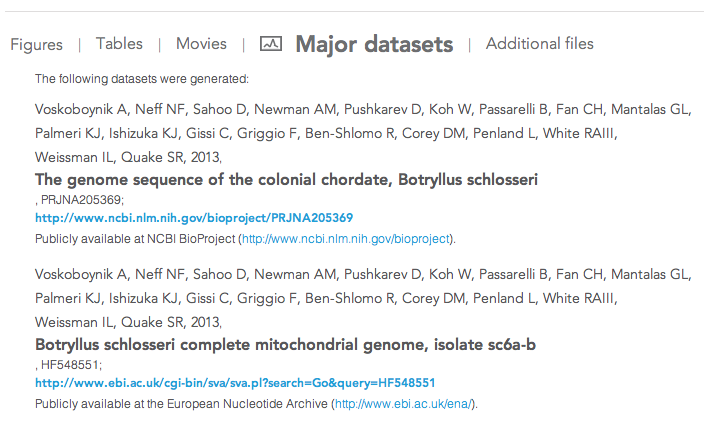 Figures | Tables | Movies | Major datasets | Additional files
The following datasets were generated:
Voskoboynik A, Neff NF, Sahoo D, Newman AM, Pushkarev D, Koh W, Passarelli B, Fan CH, Mantalas GL,
Palmeri KJ, Ishizuka KJ, Gissi C, Griggio F, Ben-Shlomo R, Corey DM, Penland L, White RAIII,
Weissman IL, Quake SR, 2013,
The genome sequence of the colonial chordate, Botryllus schlosseri
, PRJNA205369;
http://www.ncbi.nlm.nih.gov/bioproject/PRJNA205369
Publicly available at NCBI BioProject (http://www.ncbi.nlm.nih.gov/bioproject).
Voskoboynik A, Neff NF, Sahoo D, Newman AM, Pushkarev D, Koh W, Passarelli B, Fan CH, Mantalas GL,
Palmeri KJ, Ishizuka KJ, Gissi C, Griggio F, Ben-Shlomo R, Corey DM, Penland L, White RAIII,
Weissman IL, Quake SR, 2013,
Botryllus schlosseri complete mitochondrial genome, isolate sc6a-b
, HF548551;
http://www.ebi.ac.uk/cgi-bin/sva/sva.pl?search=Go&query=HF548551
Publicly available at the European Nucleotide Archive (http://www.ebi.ac.uk/ena/).